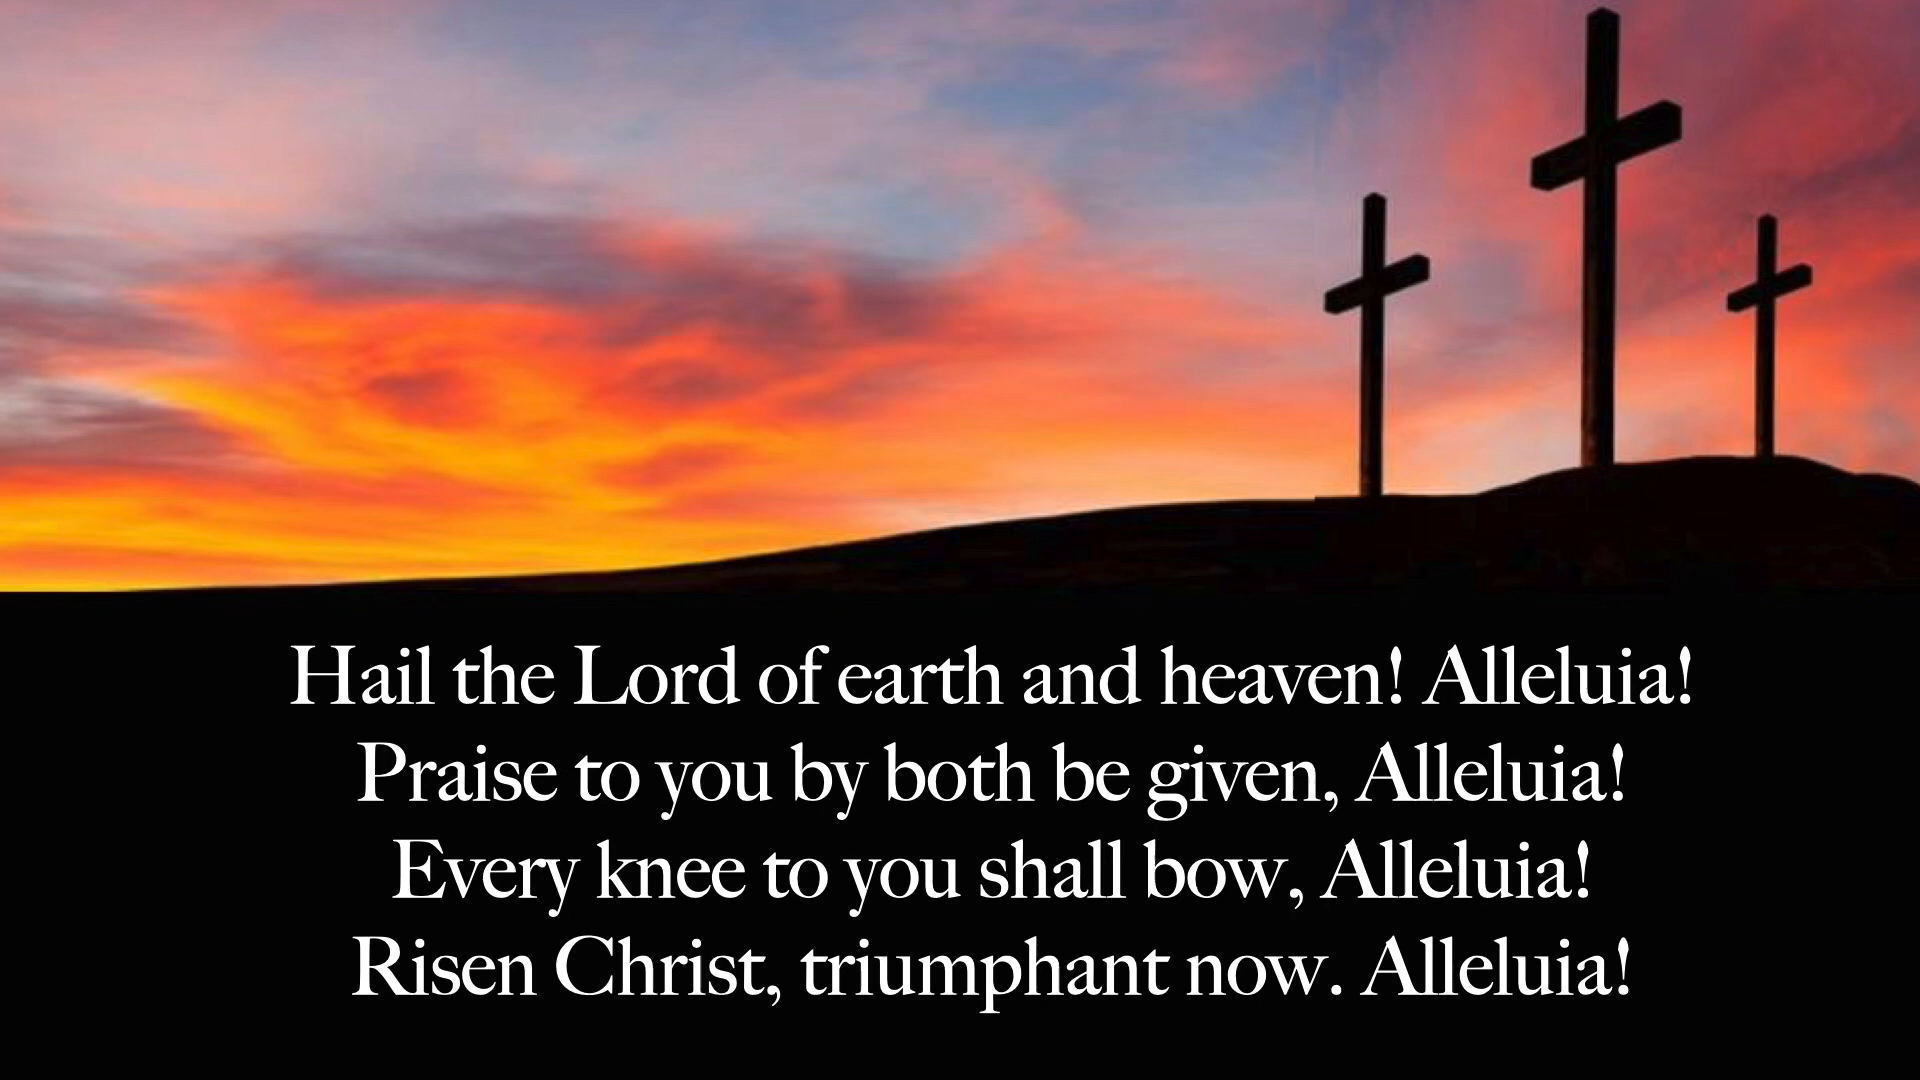 Hail the Lord of earth and heaven! Alleluia!
Praise to you by both be given, Alleluia!
Every knee to you shall bow, Alleluia!
Risen Christ, triumphant now. Alleluia!